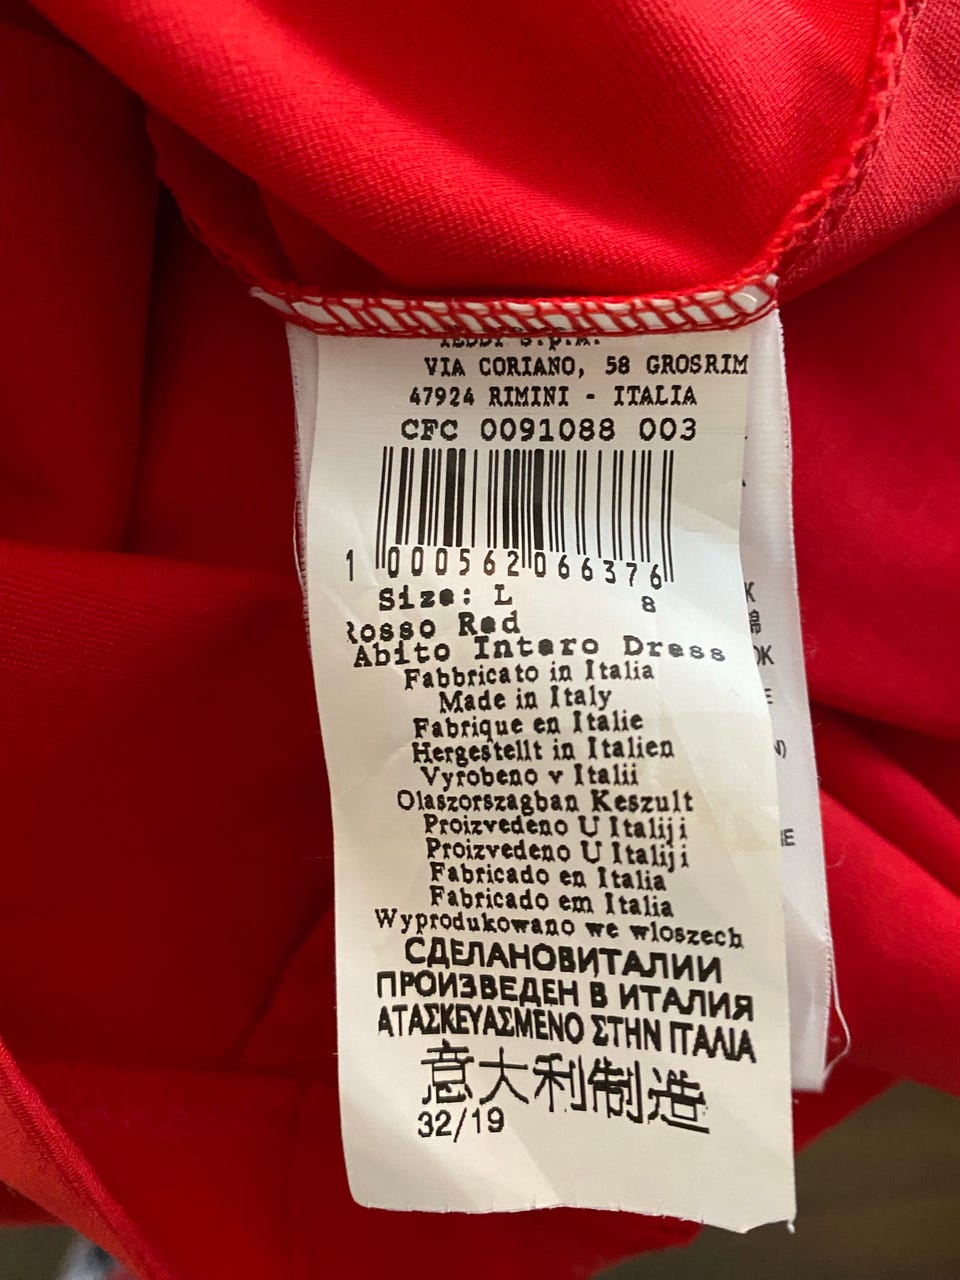 TEDDY S.p.A.
VIA CORIANO, 58 GROSRIM
47924 RIMINI - ITALIA
CFC 0091088 003
1 000562 066376
8
Size: L
Rosso Red
Abito Intero Dress
Fabbricato in Italia
Made in Italy
Fabrique en Italie
Hergestellt in Italien
Vyrobeno v Italii
Olaszorszagban Keszult
Proizvedeno U Italiji
Proizvedeno U Italiji
Fabricado en Italia
Fabricado em Italia
Wyprodukowano we wloszech
СДЕЛАНОВИТАЛИИ
ПРОИЗВЕДЕН В ИТАЛИЯ
ΑΤΑΣΚΕΥΑΣΜΕΝΟ ΣΤΗΝ ΙΤΑΛΙΑ
意大利制造
32/19